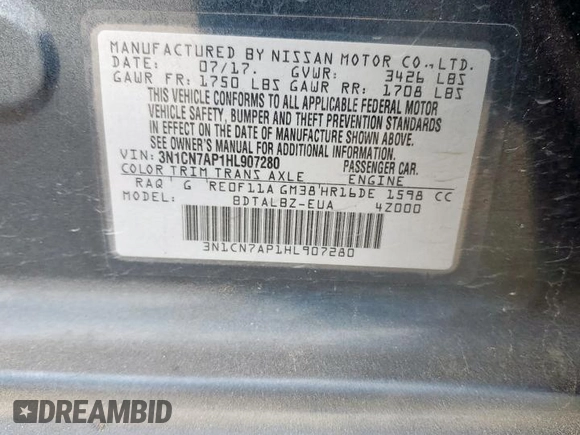 MANUFACTURED BY NISSAN MOTOR CO.,LTD.
DATE: 07/17. GVWR: 3426 LBS
GAWR FR: 1750 LBS GAWR RR: 1708 LBS
THIS VEHICLE CONFORMS TO ALL APPLICABLE FEDERAL MOTOR
VEHICLE SAFETY, BUMPER AND THEFT PREVENTION STANDARDS
IN EFFECT ON THE DATE OF MANUFACTURE SHOWN ABOVE.
SEE OWNER'S MANUAL
VIN: 3N1CN7AP1HL907280 PASSENGER CAR.
COLOR TRIM TRANS AXLE ENGINE
RAQ G RE0F11A GM38 HR16DE 1598 CC
MODEL: BDTALBZ-EUA 4Z000
3N1CN7AP1HL907280
DREAMBID